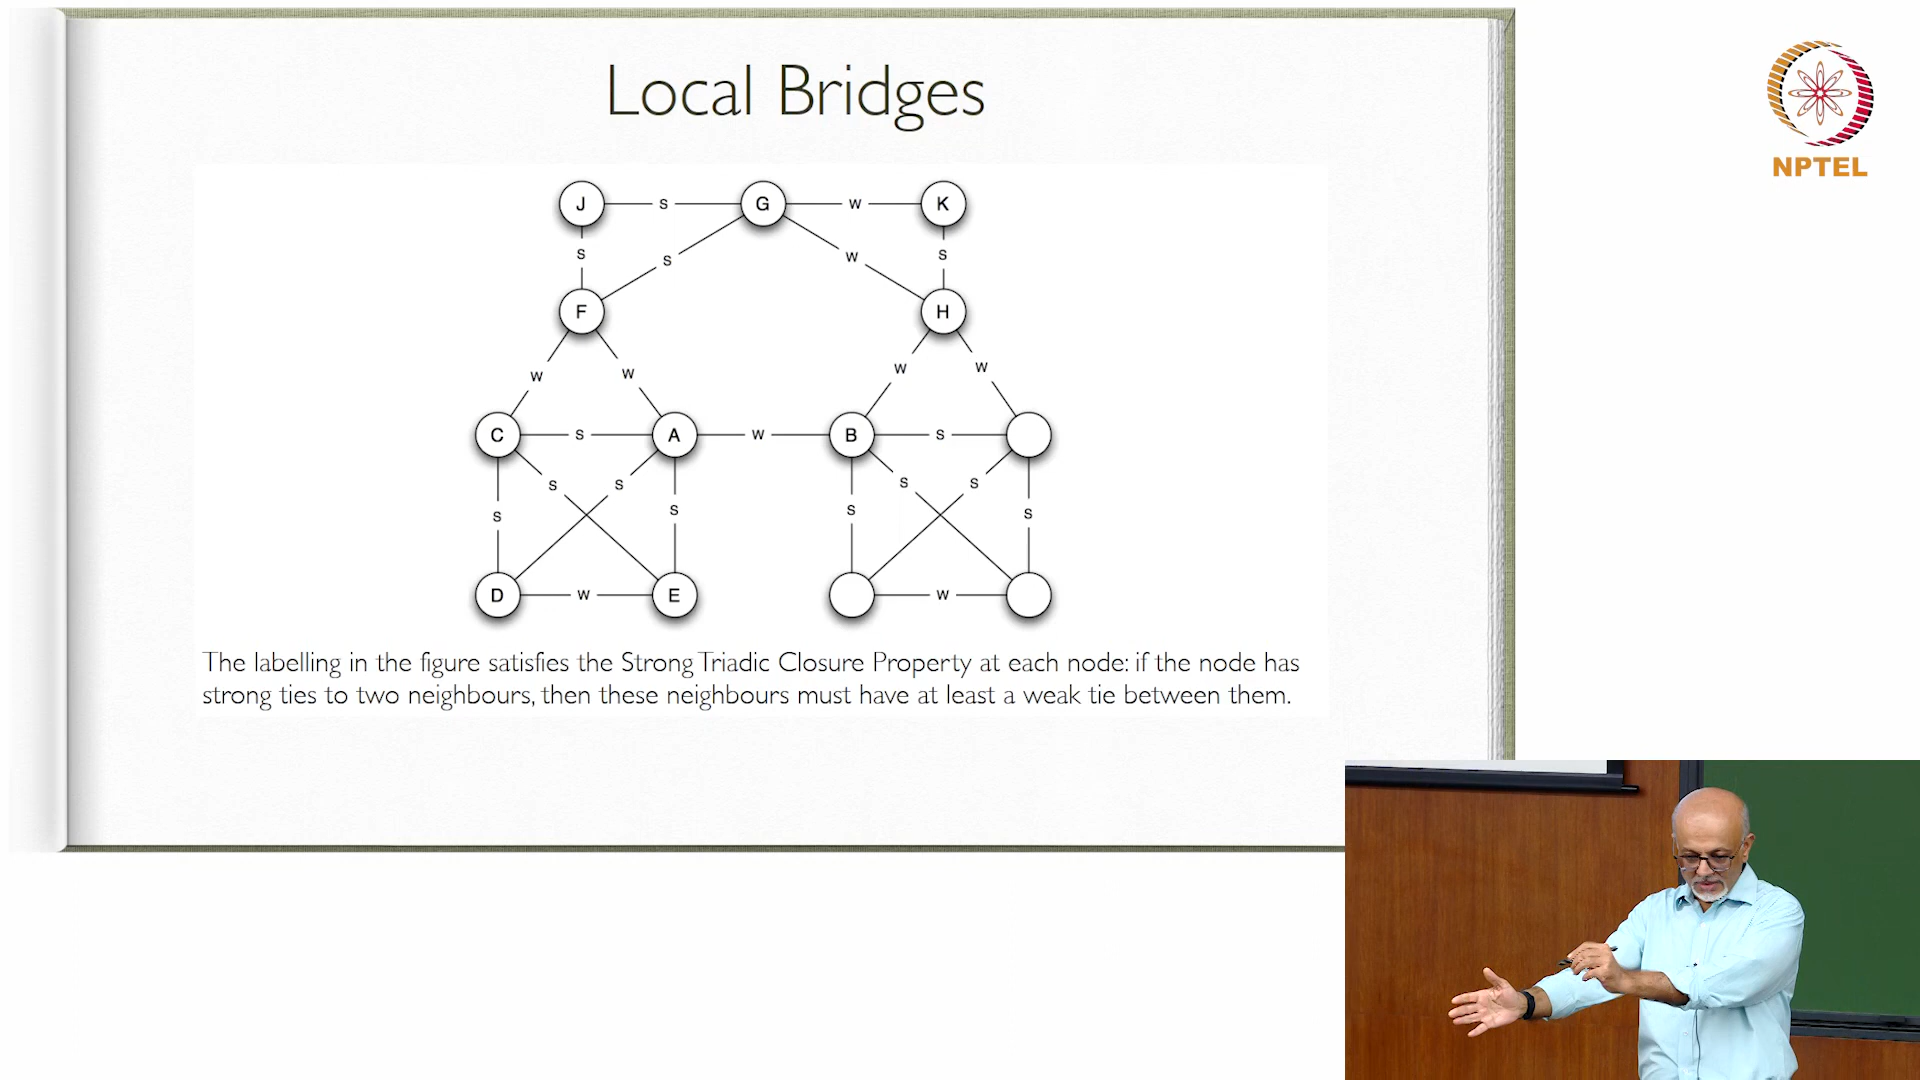 Local Bridges
NPTEL
J S G W K
S S W S
F H
W W W W
C S A W B S
S S S S
S S S S
D W E W
The labelling in the figure satisfies the Strong Triadic Closure Property at each node: if the node has
strong ties to two neighbours, then these neighbours must have at least a weak tie between them.